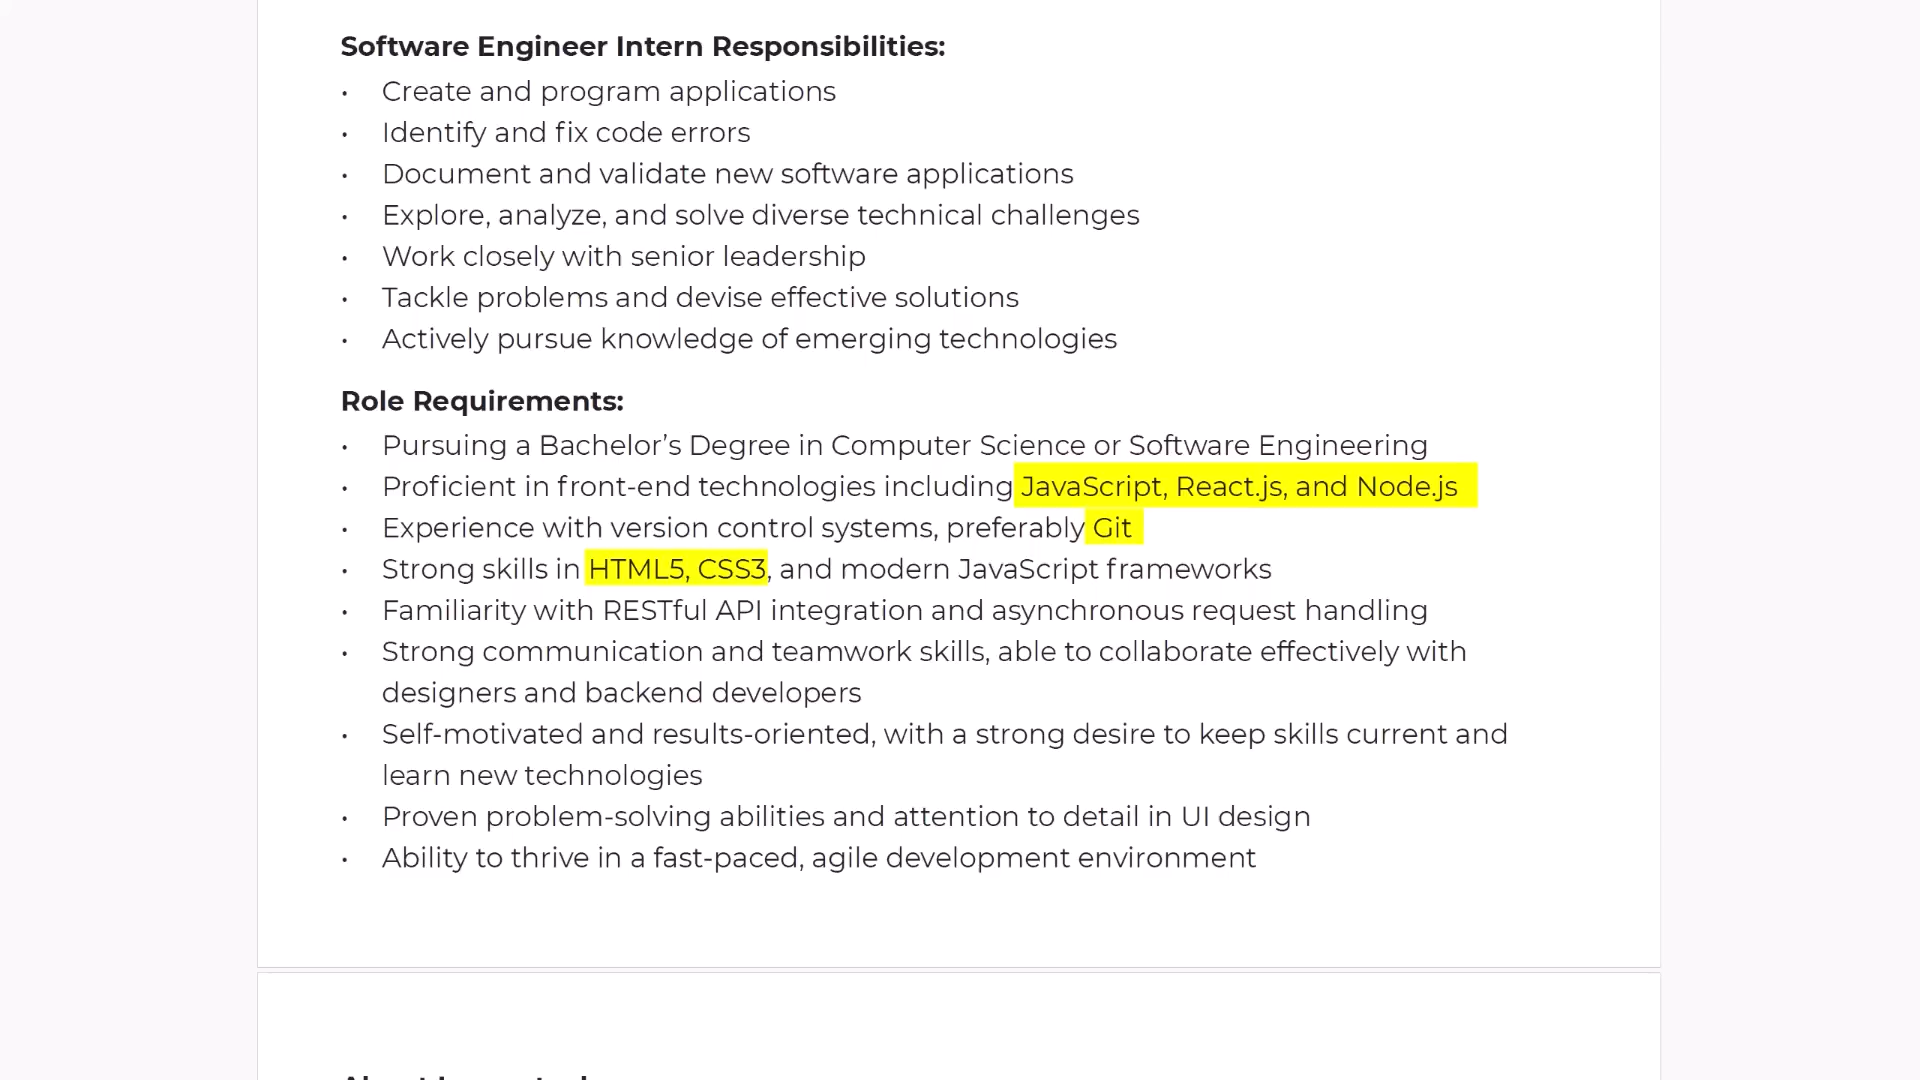 Software Engineer Intern Responsibilities:
• Create and program applications
• Identify and fix code errors
• Document and validate new software applications
• Explore, analyze, and solve diverse technical challenges
• Work closely with senior leadership
• Tackle problems and devise effective solutions
• Actively pursue knowledge of emerging technologies
Role Requirements:
• Pursuing a Bachelor’s Degree in Computer Science or Software Engineering
• Proficient in front-end technologies including JavaScript, React.js, and Node.js
• Experience with version control systems, preferably Git
• Strong skills in HTML5, CSS3, and modern JavaScript frameworks
• Familiarity with RESTful API integration and asynchronous request handling
• Strong communication and teamwork skills, able to collaborate effectively with
designers and backend developers
• Self-motivated and results-oriented, with a strong desire to keep skills current and
learn new technologies
• Proven problem-solving abilities and attention to detail in UI design
• Ability to thrive in a fast-paced, agile development environment